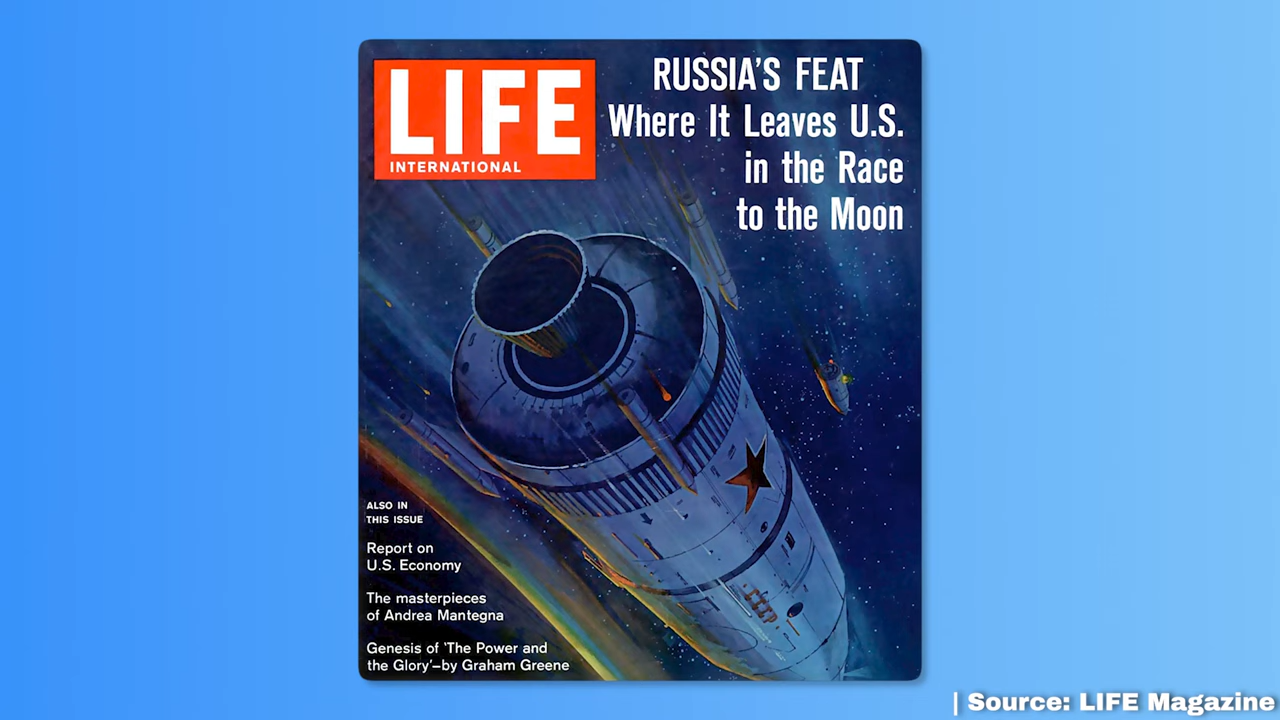 LIFE
INTERNATIONAL
RUSSIA'S FEAT
Where It Leaves U.S.
in the Race
to the Moon
ALSO IN
THIS ISSUE
Report on
U.S. Economy
The masterpieces
of Andrea Mantegna
Genesis of 'The Power and
the Glory'—by Graham Greene
| Source: LIFE Magazine